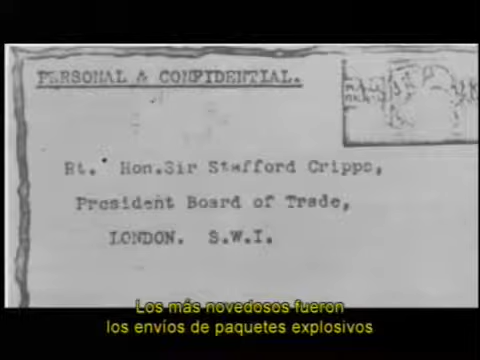 PERSONAL & CONFIDENTIAL.
Rt. Hon.Sir Stafford Cripps,
President Board of Trade,
LONDON. S.W.I.
Los más novedosos fueron
los envíos de paquetes explosivos